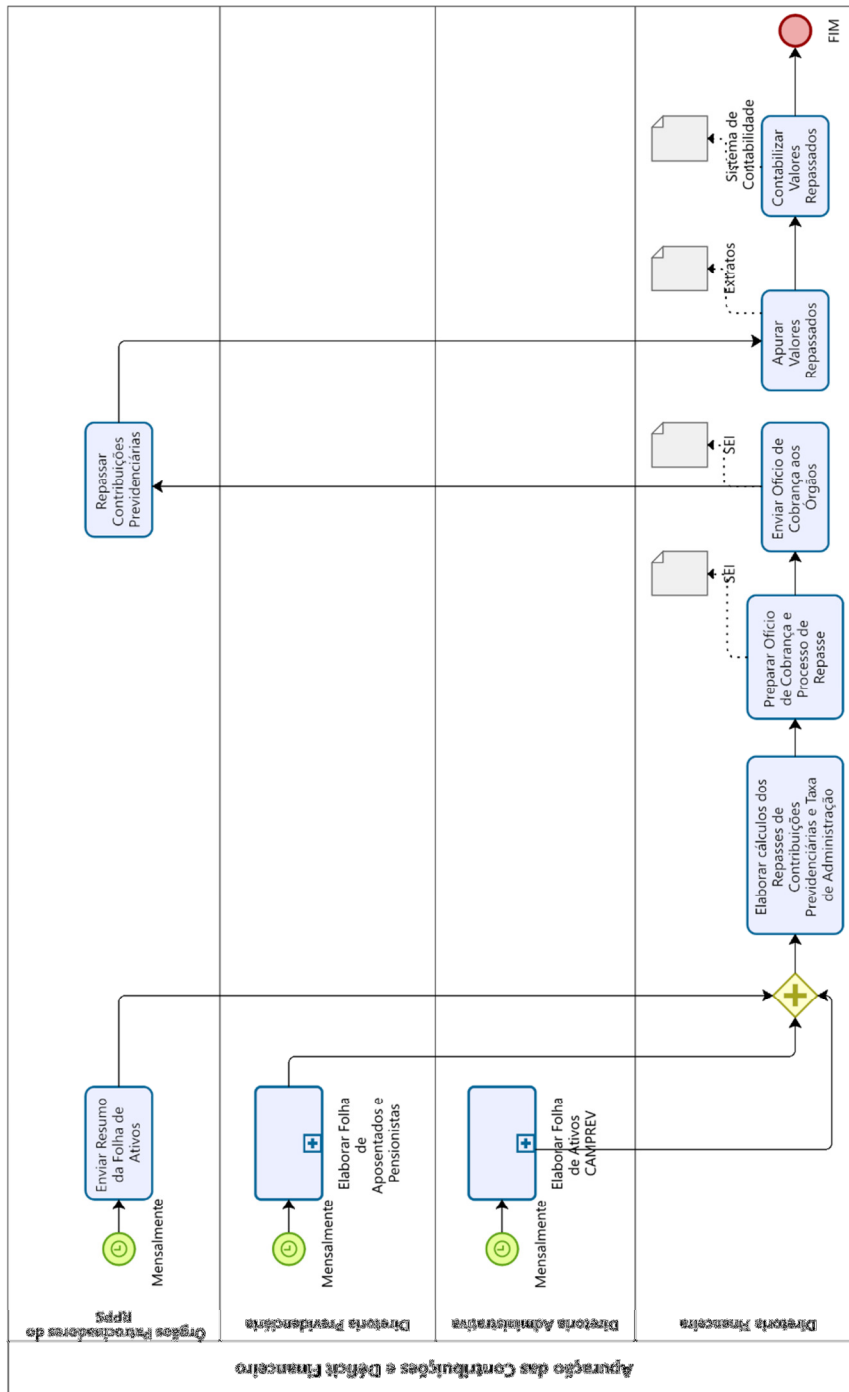 Apuração das Contribuições e Déficit Financeiro
Órgãos Patrocinadores do
RPPS
Mensalmente
Enviar Resumo
da Folha de
Ativos
Repassar
Contribuições
Previdenciárias
Diretoria Previdenciária
Mensalmente
Elaborar Folha
de
Aposentados e
Pensionistas
Diretoria Administrativa
Mensalmente
Elaborar Folha
de Ativos
CAMPREV
Diretoria Financeira
Elaborar cálculos dos
Repasses de
Contribuições
Previdenciárias e Taxa
de Administração
Preparar Ofício
de Cobrança e
Processo de
Repasse
SEI
Enviar Ofício de
Cobrança aos
Órgãos
SEI
Apurar
Valores
Repassados
Extratos
Contabilizar
Valores
Repassados
Sistema de
Contabilidade
FIM